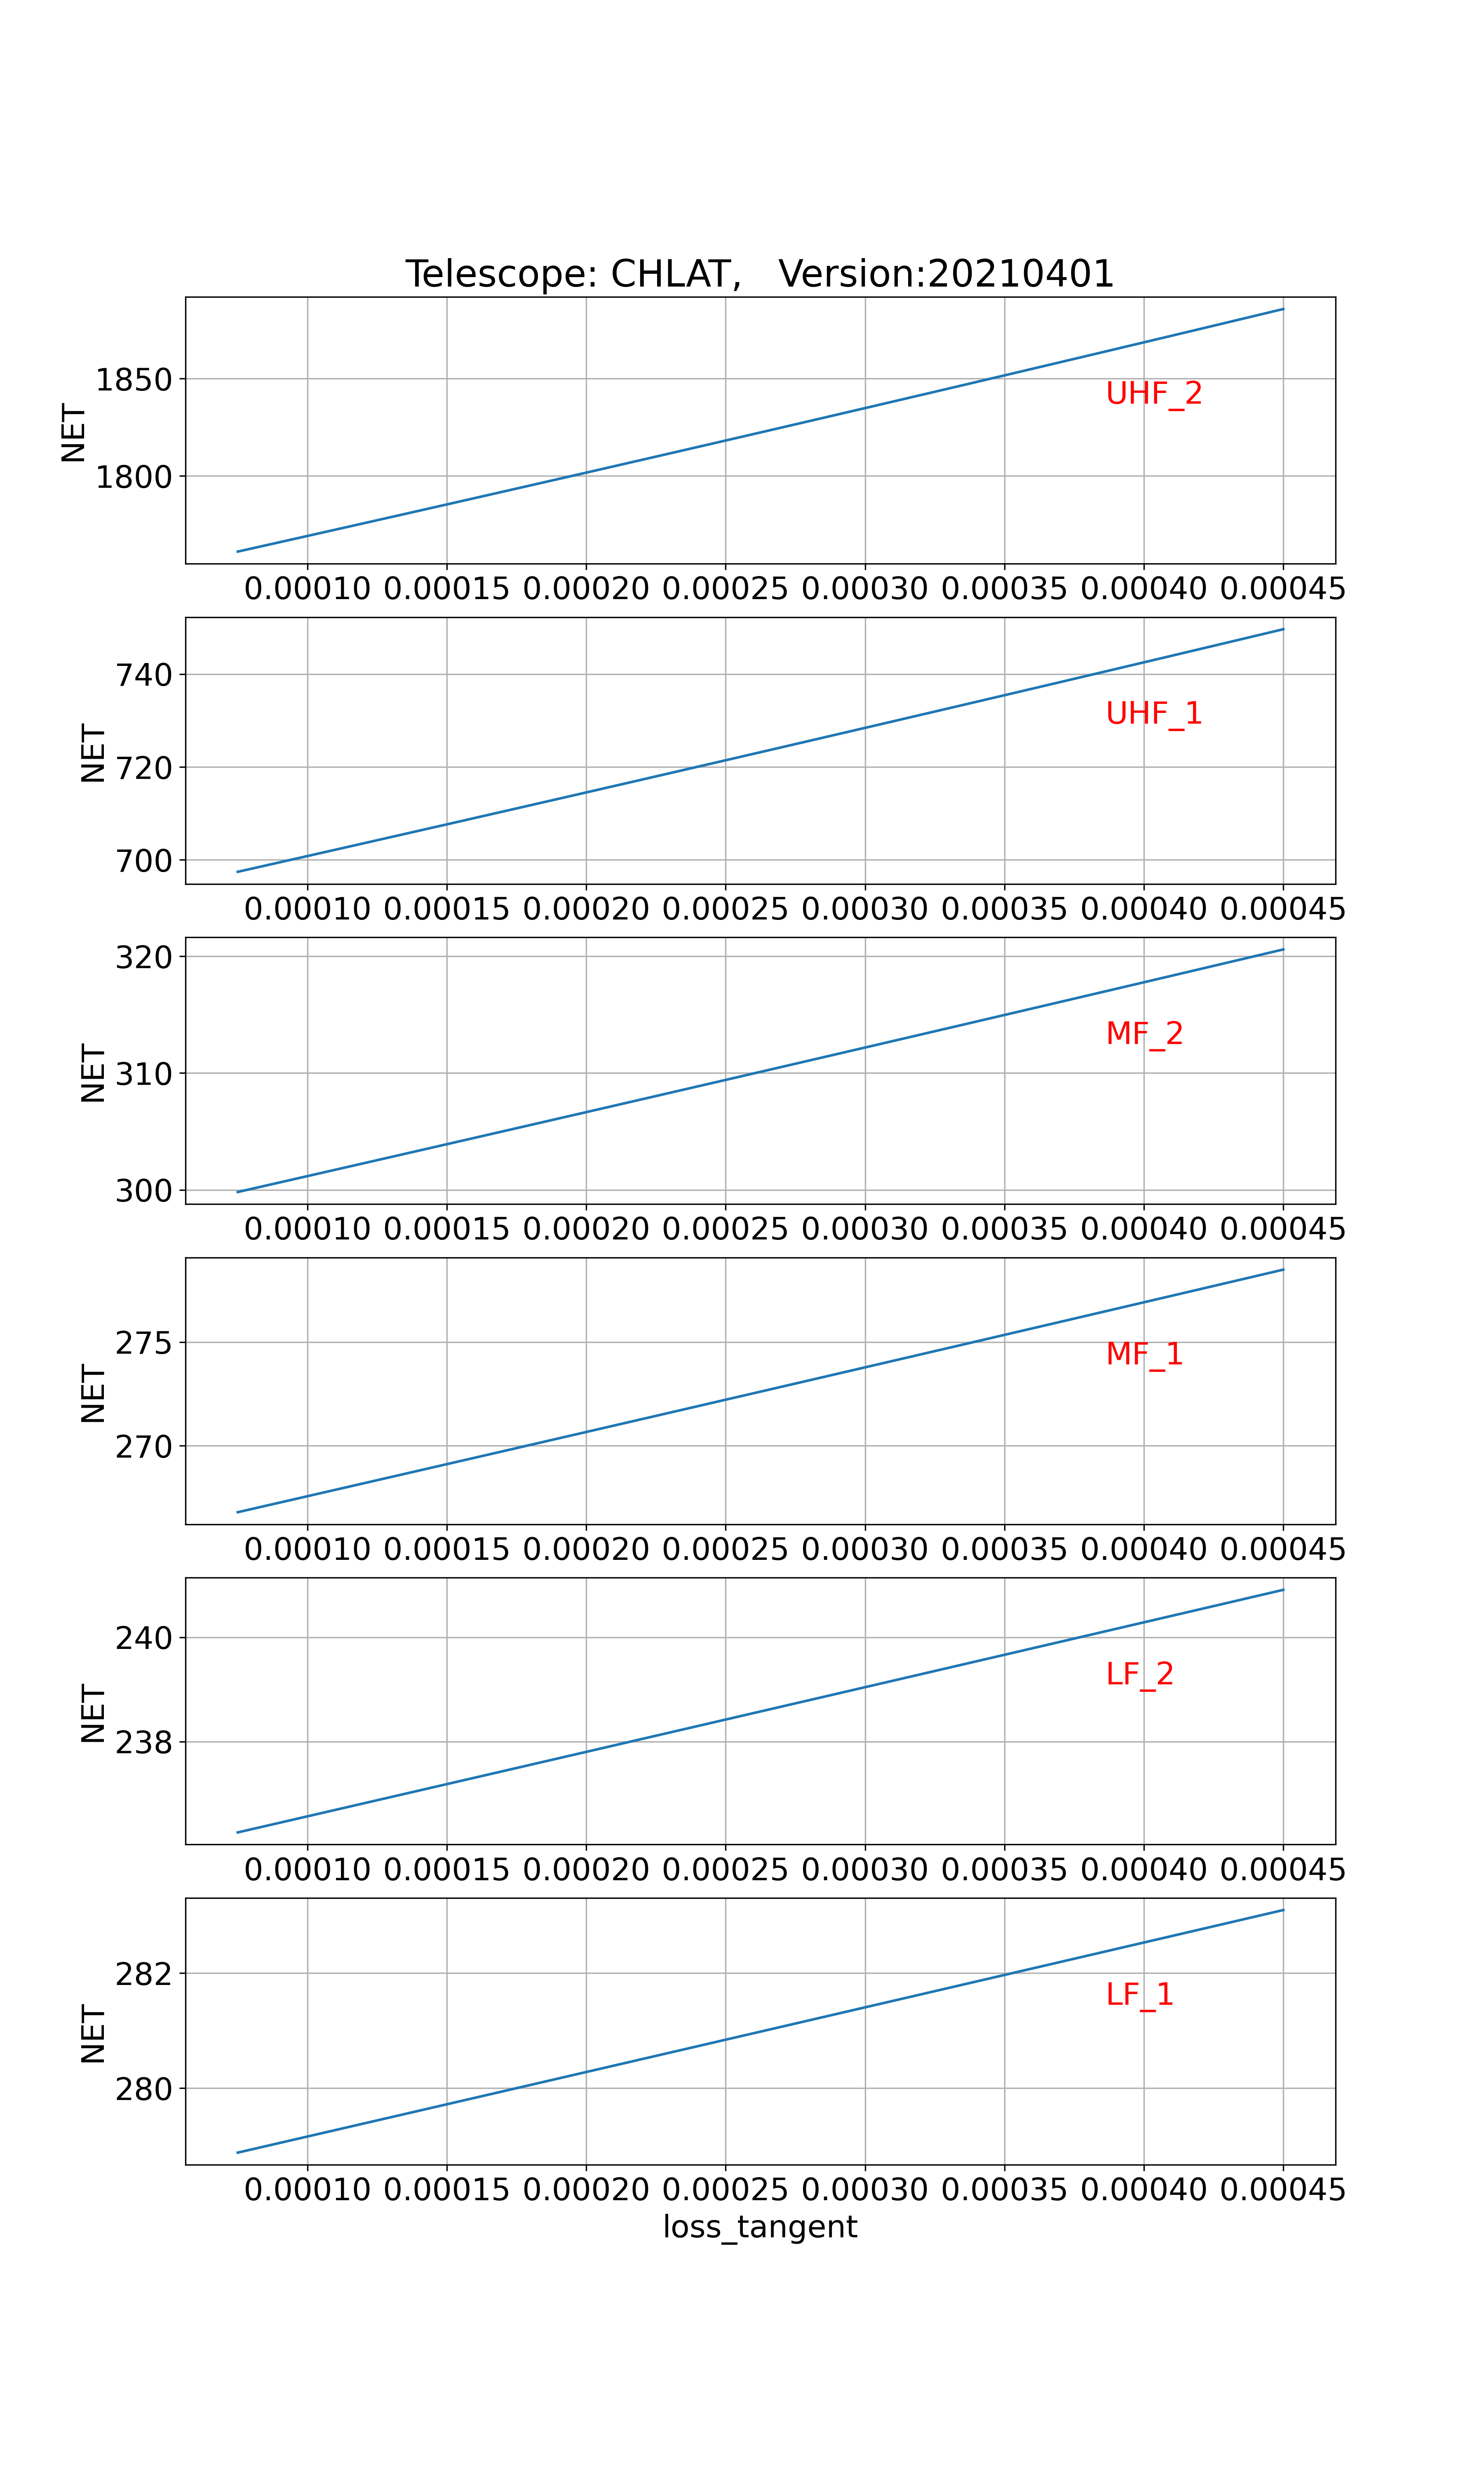 Telescope: CHLAT,   Version:20210401
1850
1800
NET
UHF_2
0.00010 0.00015 0.00020 0.00025 0.00030 0.00035 0.00040 0.00045
740
720
700
NET
UHF_1
0.00010 0.00015 0.00020 0.00025 0.00030 0.00035 0.00040 0.00045
320
310
300
NET
MF_2
0.00010 0.00015 0.00020 0.00025 0.00030 0.00035 0.00040 0.00045
275
270
NET
MF_1
0.00010 0.00015 0.00020 0.00025 0.00030 0.00035 0.00040 0.00045
240
238
NET
LF_2
0.00010 0.00015 0.00020 0.00025 0.00030 0.00035 0.00040 0.00045
282
280
NET
LF_1
0.00010 0.00015 0.00020 0.00025 0.00030 0.00035 0.00040 0.00045
loss_tangent